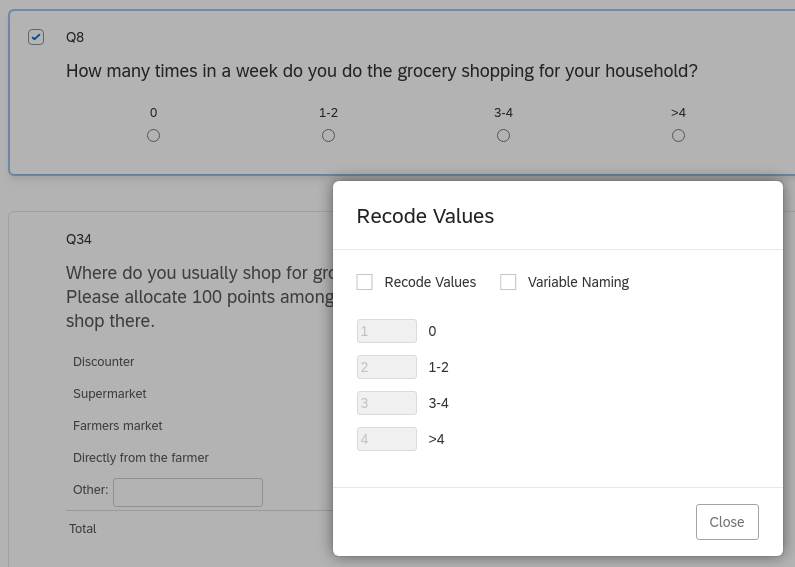 Q8
How many times in a week do you do the grocery shopping for your household?
0 1-2 3-4 >4
Q34
Where do you usually shop for gro
Please allocate 100 points among
shop there.
Discounter
Supermarket
Farmers market
Directly from the farmer
Other:
Total
Recode Values
Recode Values Variable Naming
1 0
2 1-2
3 3-4
4 >4
Close